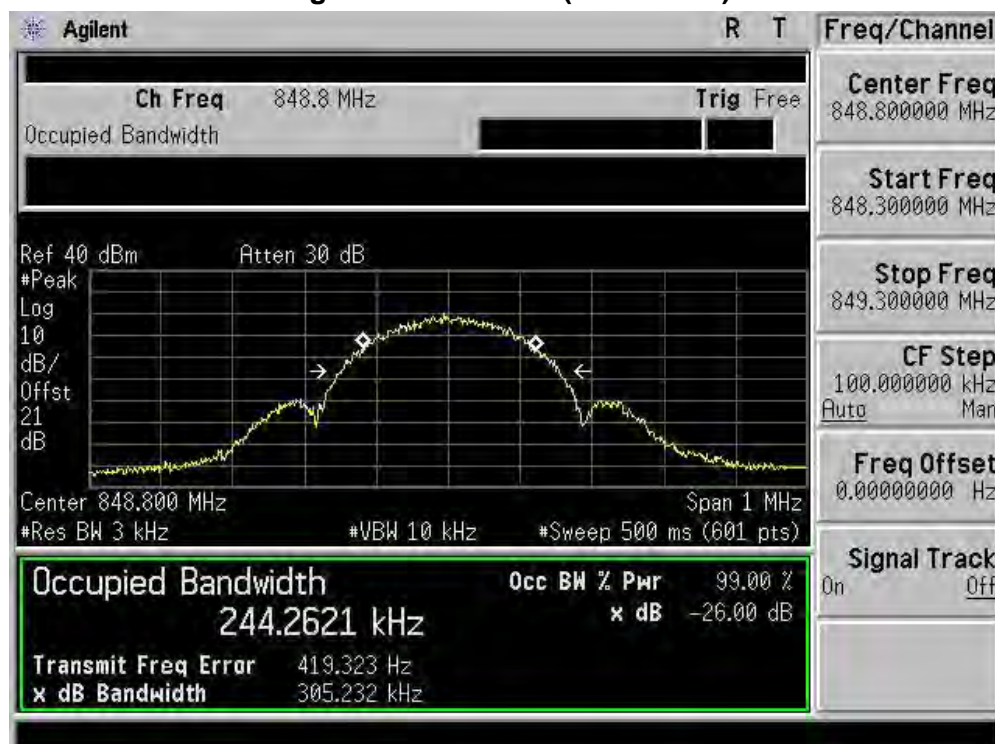 Agilent R T
Freq/Channel
Ch Freq 848.8 MHz Trig Free
Occupied Bandwidth
Center Freq
848.800000 MHz
Start Freq
848.300000 MHz
Stop Freq
849.300000 MHz
CF Step
100.000000 kHz
Auto Man
Freq Offset
0.00000000 Hz
Signal Track
On Off
Ref 40 dBm Atten 30 dB
#Peak
Log
10
dB/
Offst
21
dB
Center 848.800 MHz Span 1 MHz
#Res BW 3 kHz #VBW 10 kHz #Sweep 500 ms (601 pts)
Occupied Bandwidth
244.2621 kHz
Occ BW % Pwr 99.00 %
x dB -26.00 dB
Transmit Freq Error 419.323 Hz
x dB Bandwidth 305.232 kHz